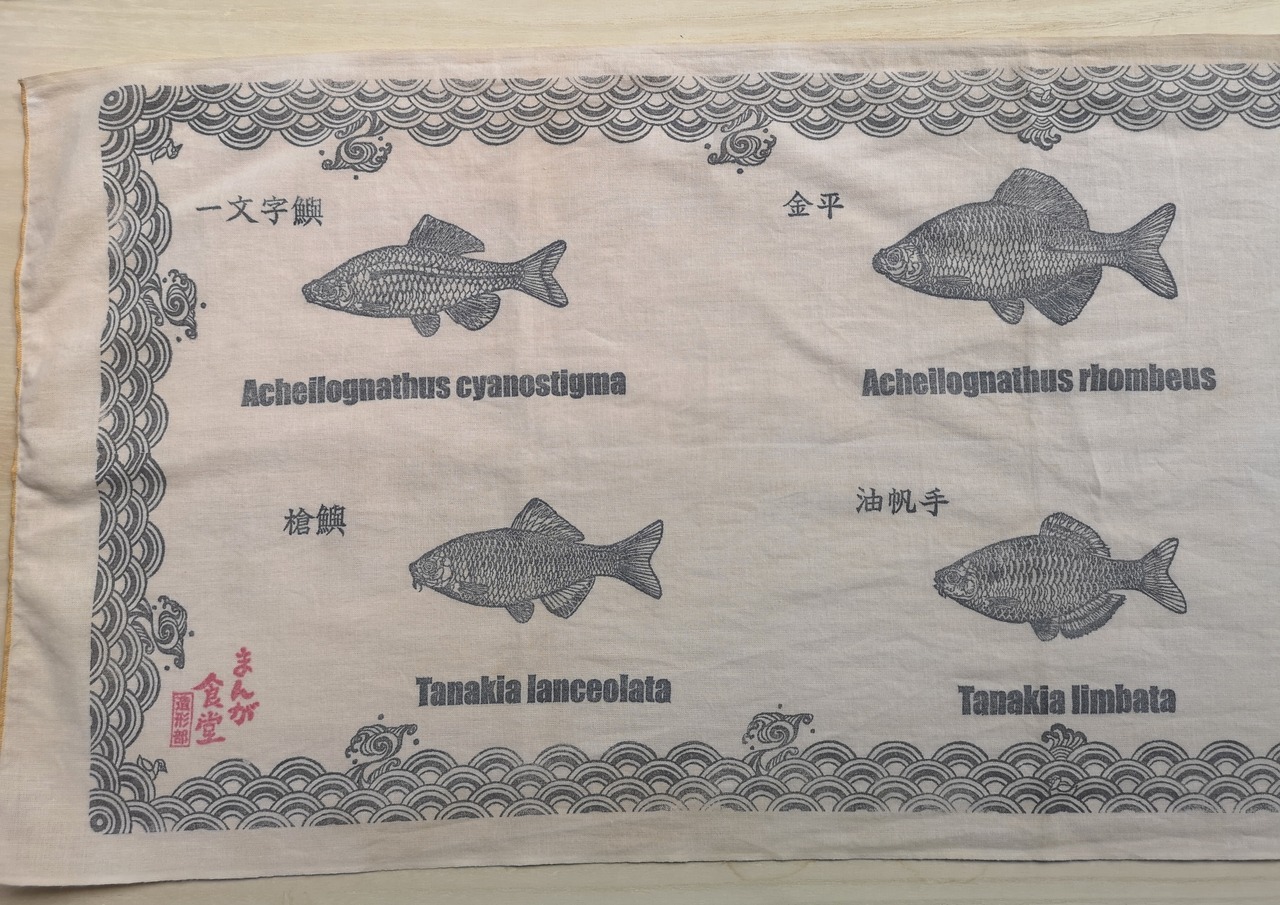 一文字鱮
金平
Acheilognathus cyanostigma
Acheilognathus rhombeus
槍鱮
油帆手
Tanakia lanceolata
Tanakia limbata
まんが
食堂
造形部